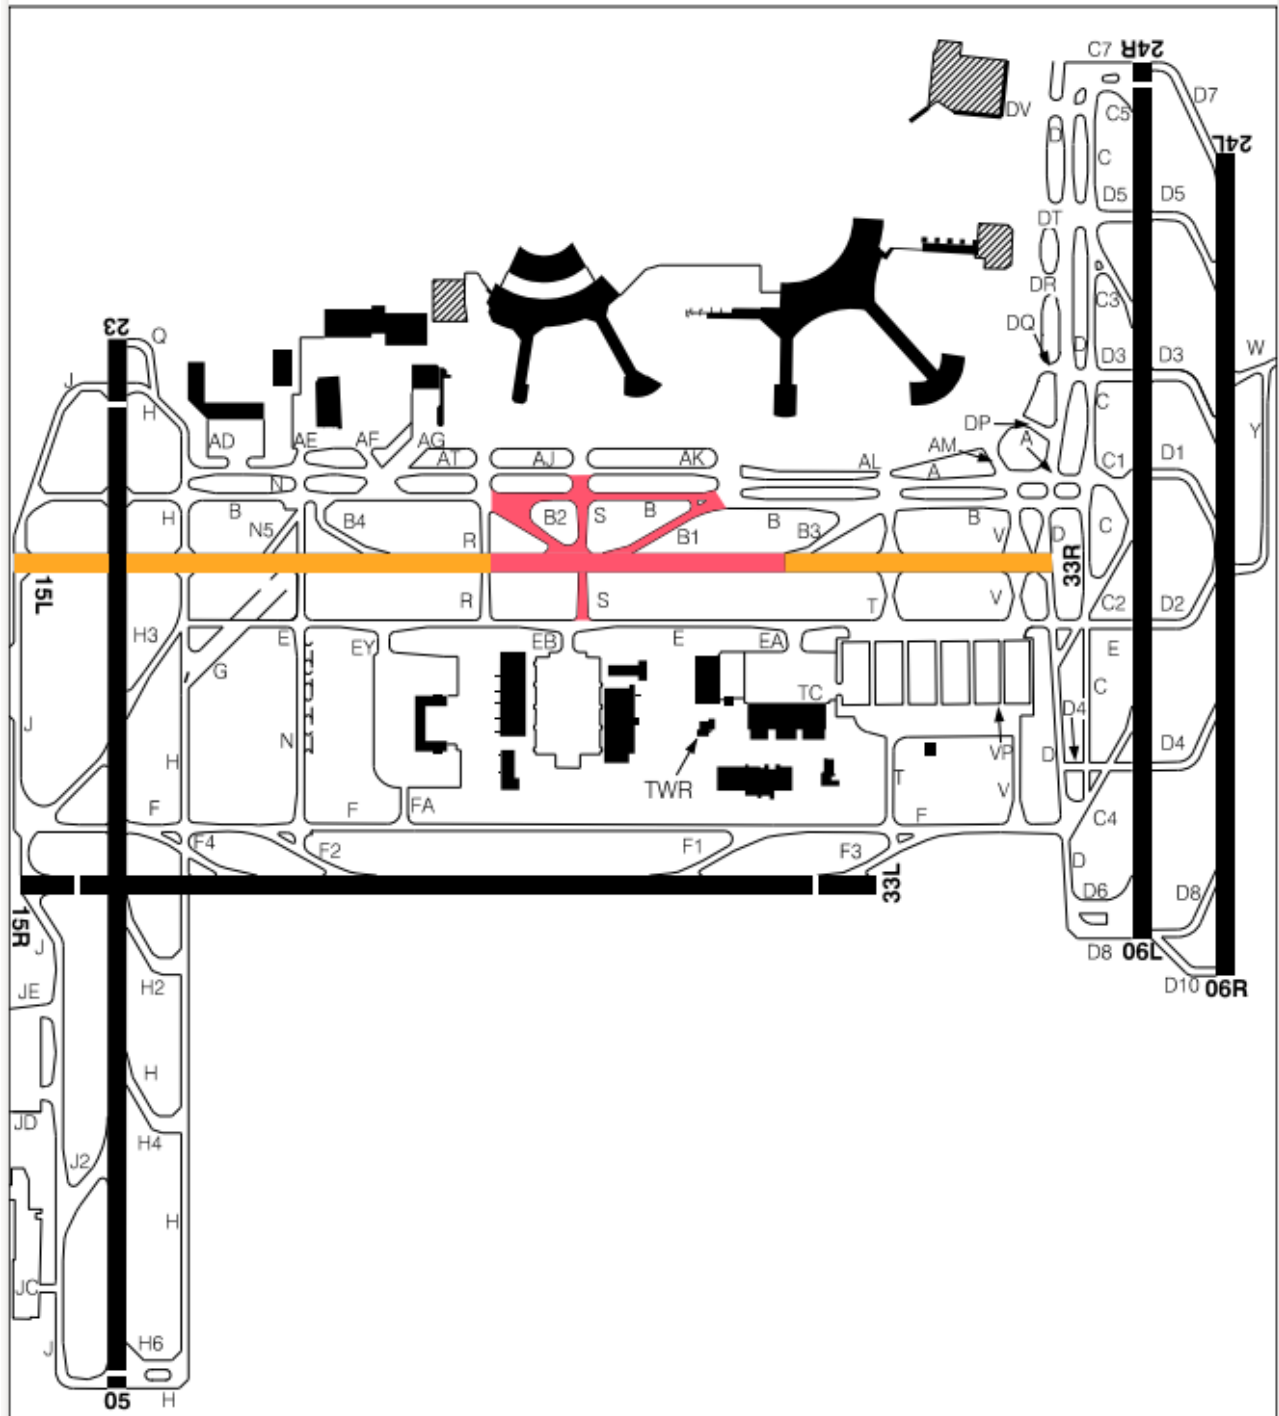 C7 24R
D7
DV
C5
D
C
24L
D5 D5
DT
DR
C3
DQ
D
D3 D3
W
23 Q
J
H
C
DP
A
Y
AD AE AF AG
AM
AT AJ AK AL A
C1 D1
N
H B N5 B4 R B2 S B B1 B B3 B V D C
33R
15L
R S T V C2 D2
H3 E EY EB E EA E
G
TC
C
D4
J
N
H
VP
D
D4
TWR
T V
F F FA F C4
F4 F2 F1 F3
D
33L
D6 D8
15R
J
D8 06L
JE H2
D10 06R
H
JD
H4
J2
H
JC
J H6
05 H